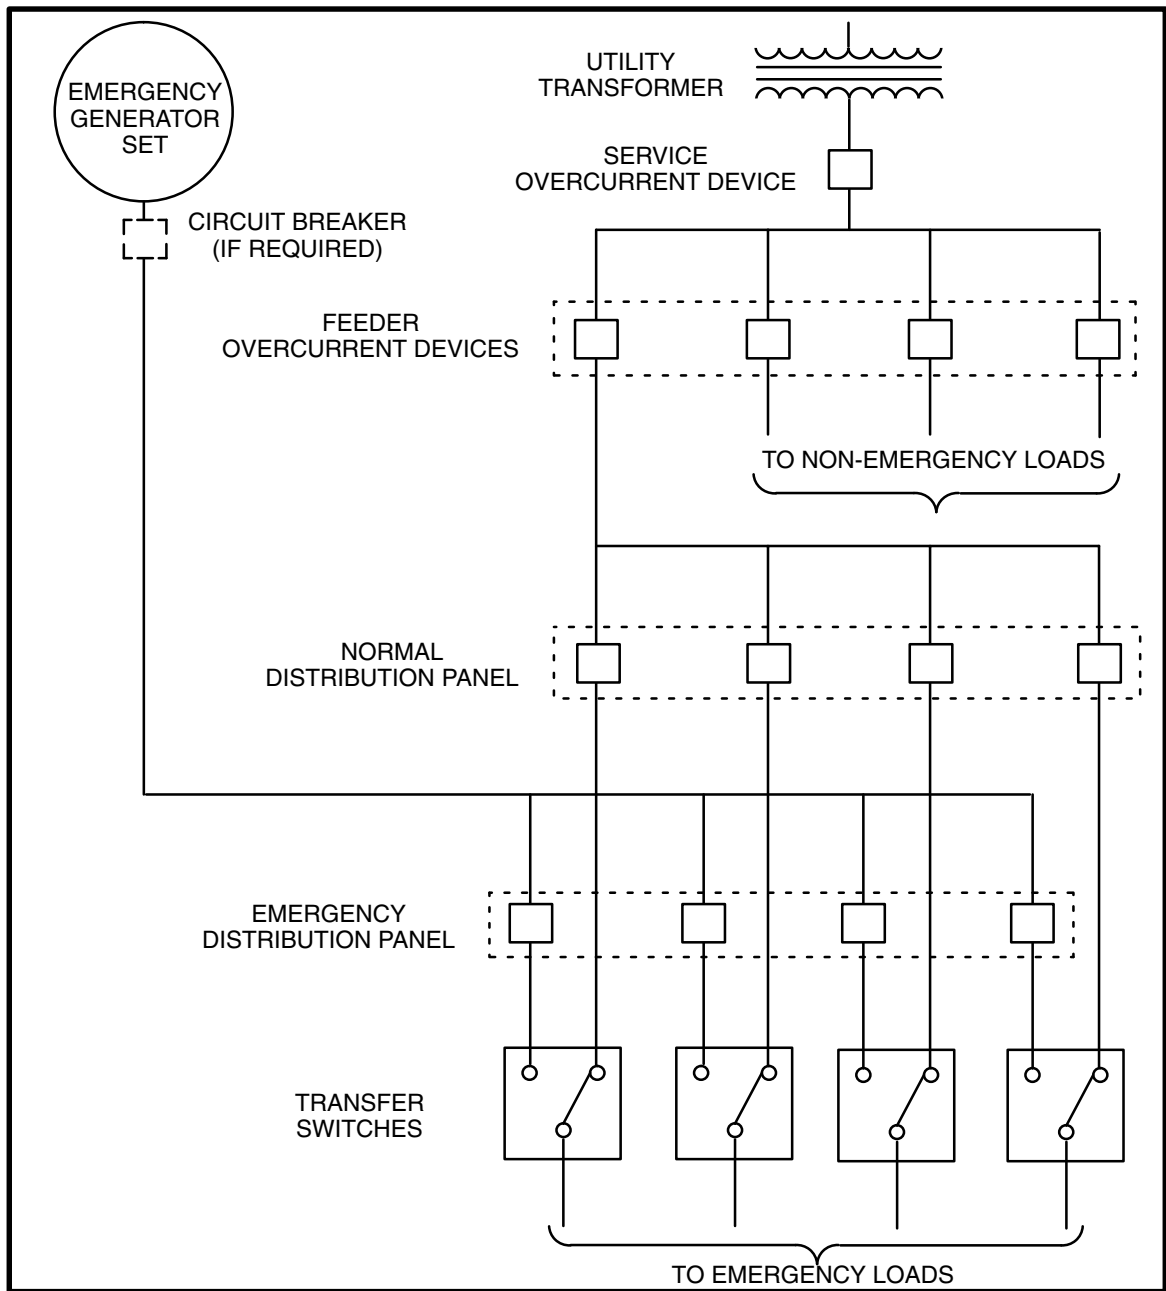 EMERGENCY
GENERATOR
SET
UTILITY
TRANSFORMER
SERVICE
OVERCURRENT DEVICE
CIRCUIT BREAKER
(IF REQUIRED)
FEEDER
OVERCURRENT DEVICES
TO NON-EMERGENCY LOADS
NORMAL
DISTRIBUTION PANEL
EMERGENCY
DISTRIBUTION PANEL
TRANSFER
SWITCHES
TO EMERGENCY LOADS